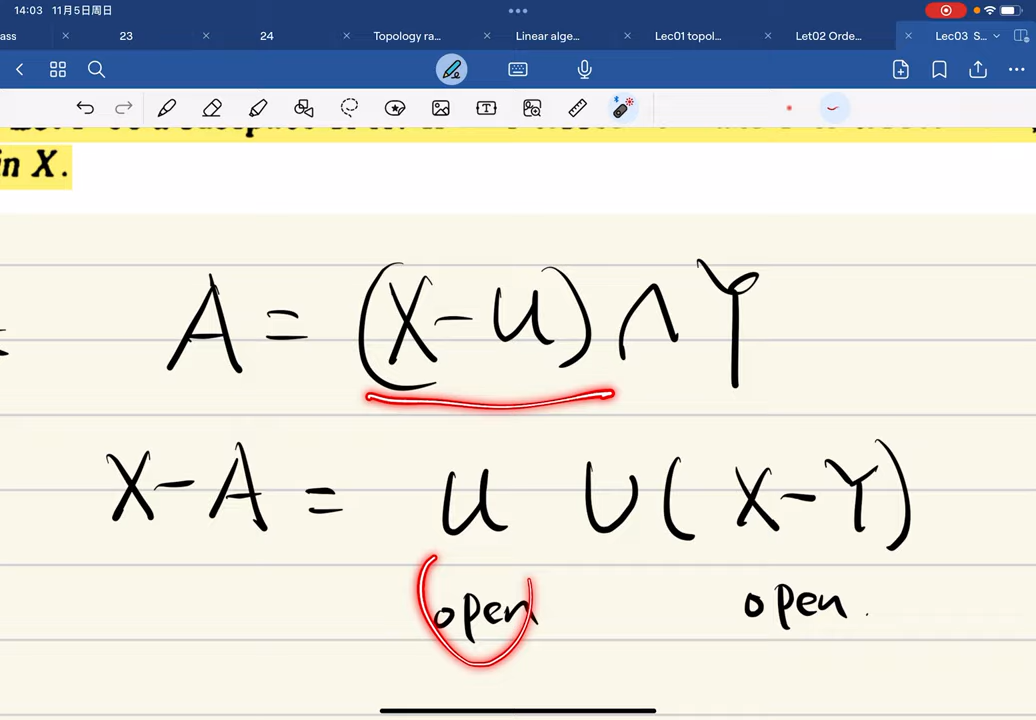 14:03 11月5日周日
ass 23 24 Topology ra... Linear alge... Lec01 topol... Let02 Orde... Lec03 S...
in X.
A = (X-U) ∩ Y
X-A = U ∪ (X-Y)
open open.